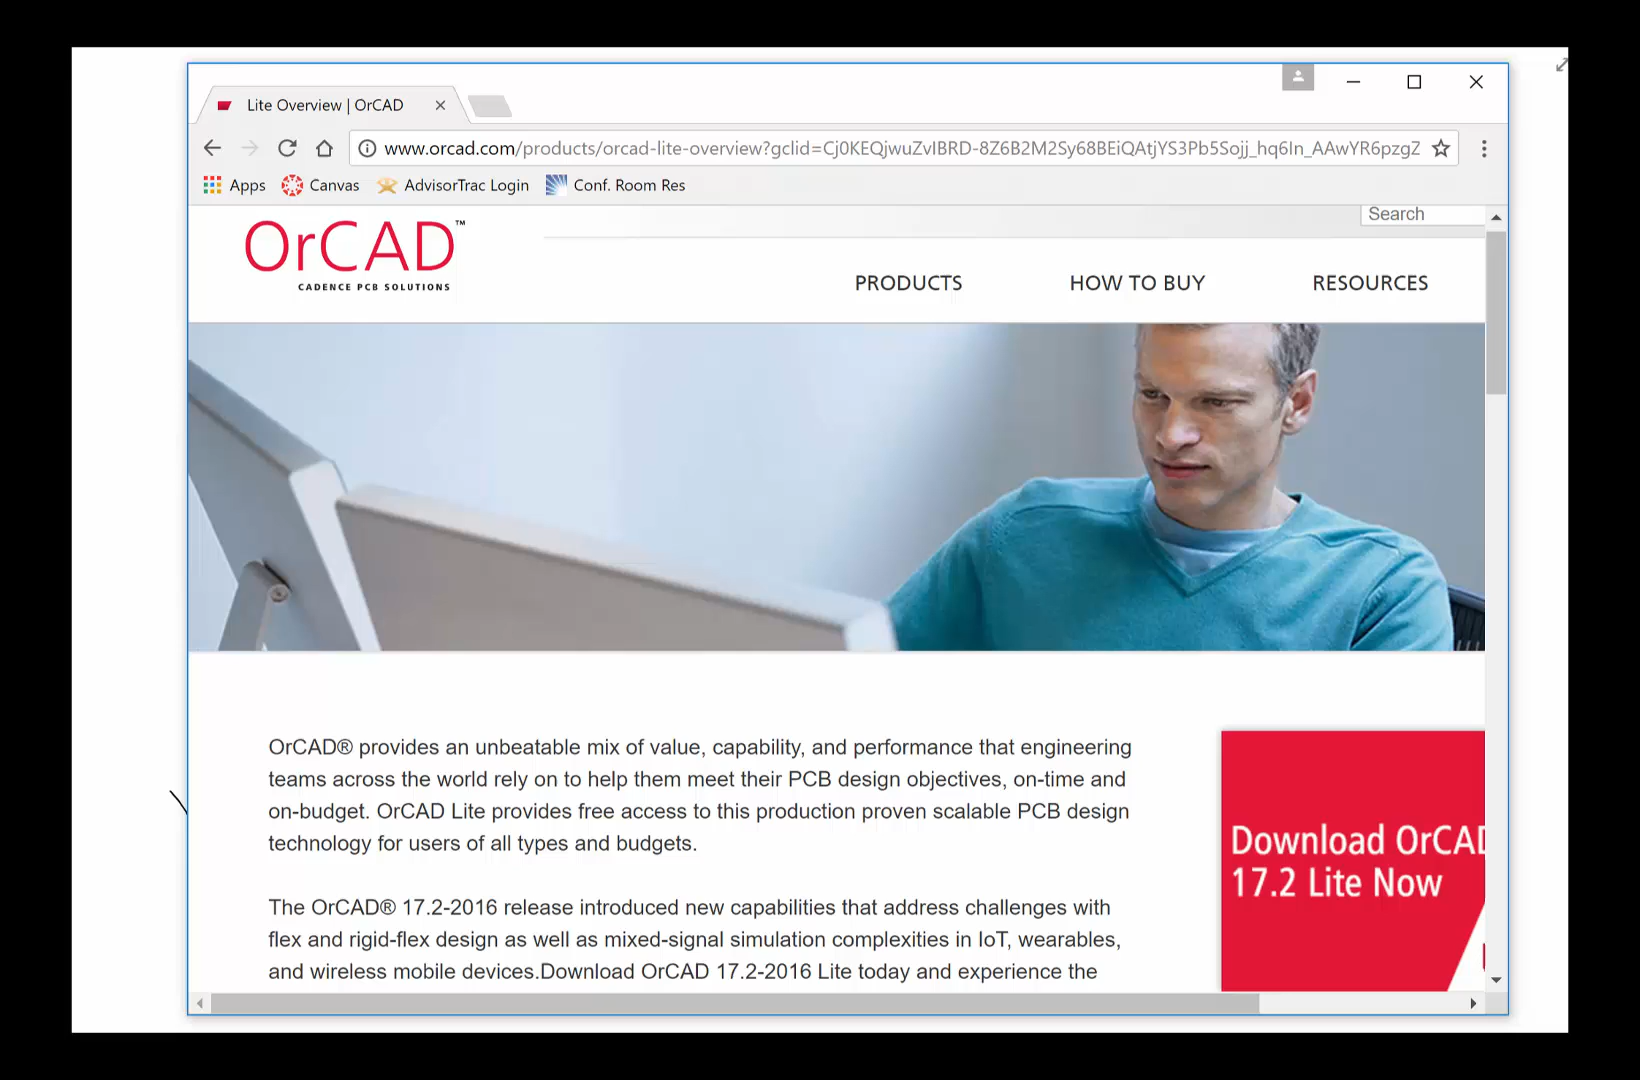 Lite Overview | OrCAD
www.orcad.com/products/orcad-lite-overview?gclid=Cj0KEQjwuZvIBRD-8Z6B2M2Sy68BEiQAtjYS3Pb5Sojj_hq6In_AAwYR6pzgZ
Apps Canvas AdvisorTrac Login Conf. Room Res
Search
OrCAD™
CADENCE PCB SOLUTIONS
PRODUCTS HOW TO BUY RESOURCES
OrCAD® provides an unbeatable mix of value, capability, and performance that engineering
teams across the world rely on to help them meet their PCB design objectives, on-time and
on-budget. OrCAD Lite provides free access to this production proven scalable PCB design
technology for users of all types and budgets.
The OrCAD® 17.2-2016 release introduced new capabilities that address challenges with
flex and rigid-flex design as well as mixed-signal simulation complexities in IoT, wearables,
and wireless mobile devices.Download OrCAD 17.2-2016 Lite today and experience the
Download OrCAD
17.2 Lite Now